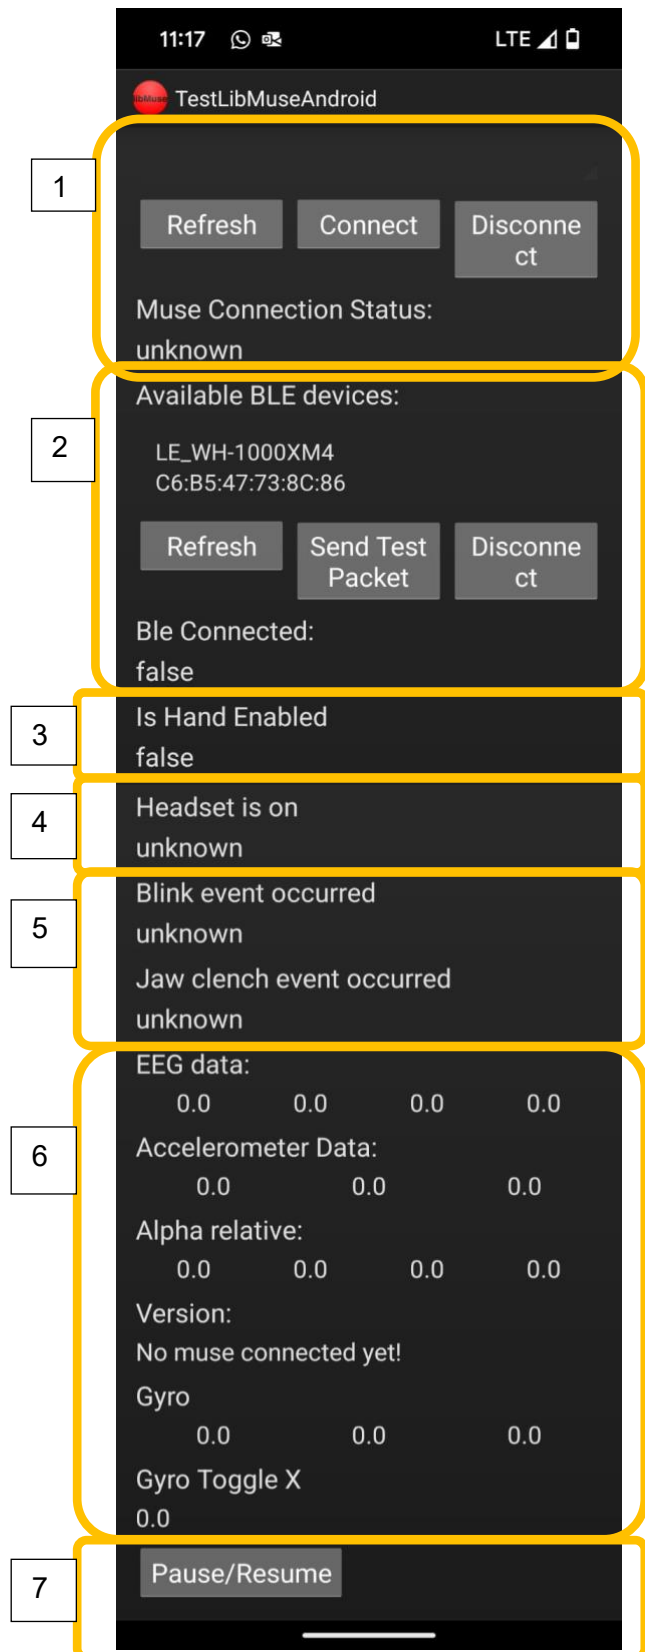 11:17 LTE
libMuse TestLibMuseAndroid
1
Refresh Connect Disconne
ct
Muse Connection Status:
unknown
2
Available BLE devices:
LE_WH-1000XM4
C6:B5:47:73:8C:86
Refresh Send Test Disconne
Packet ct
Ble Connected:
false
3
Is Hand Enabled
false
4
Headset is on
unknown
5
Blink event occurred
unknown
Jaw clench event occurred
unknown
6
EEG data:
0.0 0.0 0.0 0.0
Accelerometer Data:
0.0 0.0 0.0
Alpha relative:
0.0 0.0 0.0 0.0
Version:
No muse connected yet!
Gyro
0.0 0.0 0.0
Gyro Toggle X
0.0
7
Pause/Resume